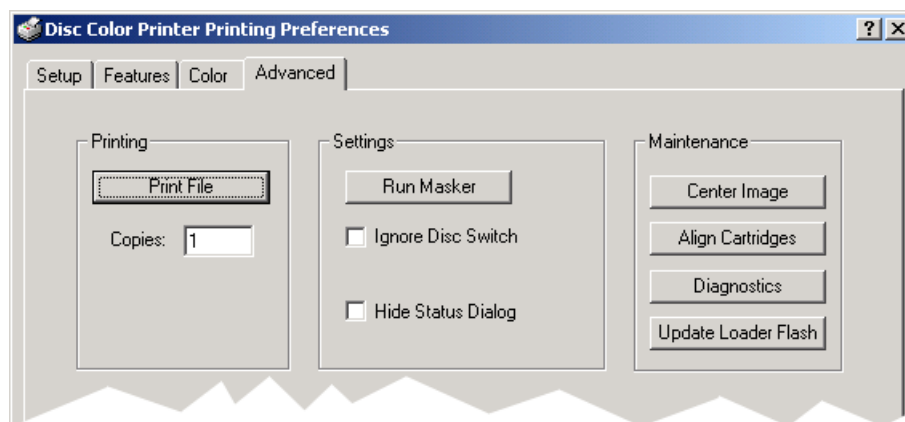 Disc Color Printer Printing Preferences
Setup
Features
Color
Advanced
Printing
Print File
Copies: 1
Settings
Run Masker
Ignore Disc Switch
Hide Status Dialog
Maintenance
Center Image
Align Cartridges
Diagnostics
Update Loader Flash